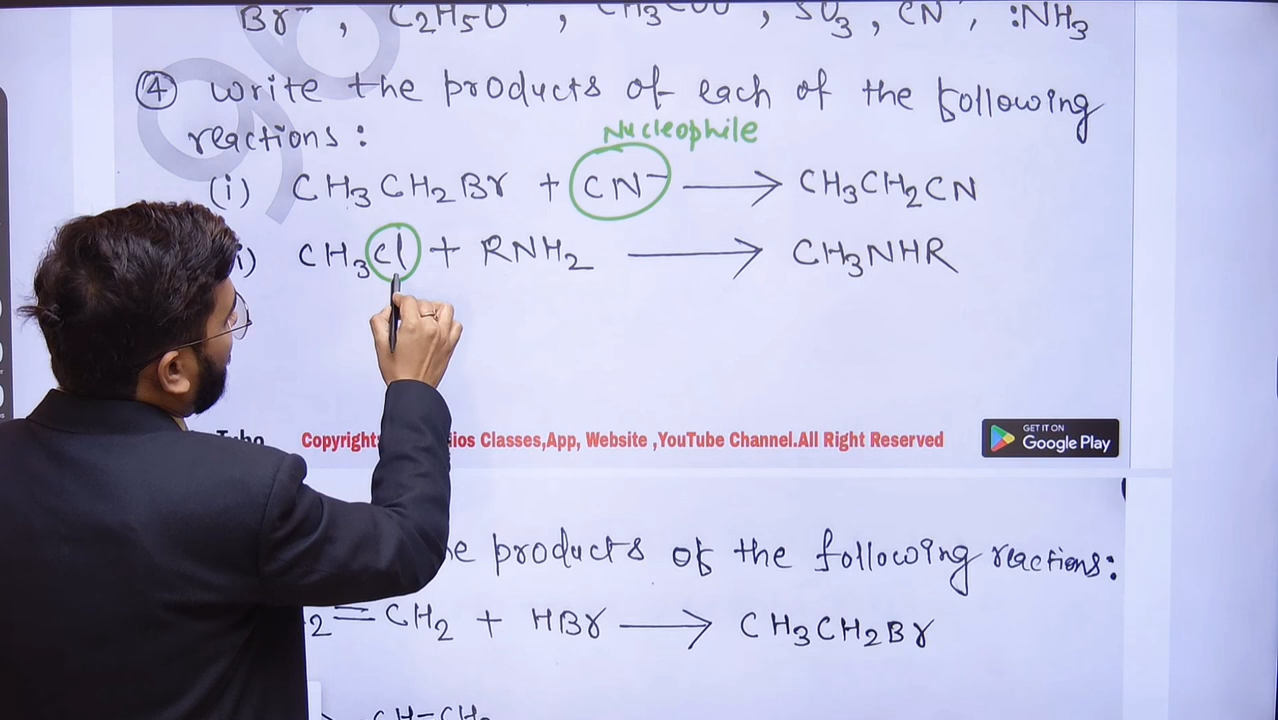 Br⁻, C2H5O⁻, CH3COO⁻, SO3, CN⁻, :NH3
④ Write the products of each of the following
reactions:
Nucleophile
(i) CH3CH2Br + CN⁻ ⟶ CH3CH2CN
i) CH3Cl + RNH2 ⟶ CH3NHR
Copyright ios Classes,App, Website ,YouTube Channel.All Right Reserved
GET IT ON
Google Play
products of the following reactions:
2=CH2 + HBr ⟶ CH3CH2Br